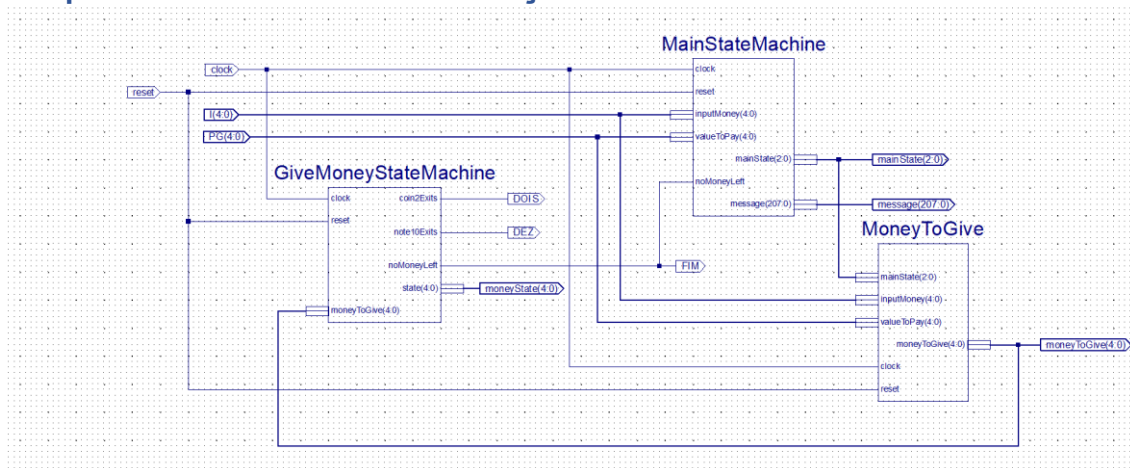 MainStateMachine
clock
reset
I(4:0)
PG(4:0)
clock
reset
inputMoney(4:0)
valueToPay(4:0)
mainState(2:0)
noMoneyLeft
message(207:0)
mainState(2:0)
message(207:0)
GiveMoneyStateMachine
clock
coin2Exits
DOIS
reset
note10Exits
DEZ
noMoneyLeft
FIM
state(4:0)
moneyState(4:0)
moneyToGive(4:0)
MoneyToGive
mainState(2:0)
inputMoney(4:0)
valueToPay(4:0)
moneyToGive(4:0)
moneyToGive(4:0)
clock
reset